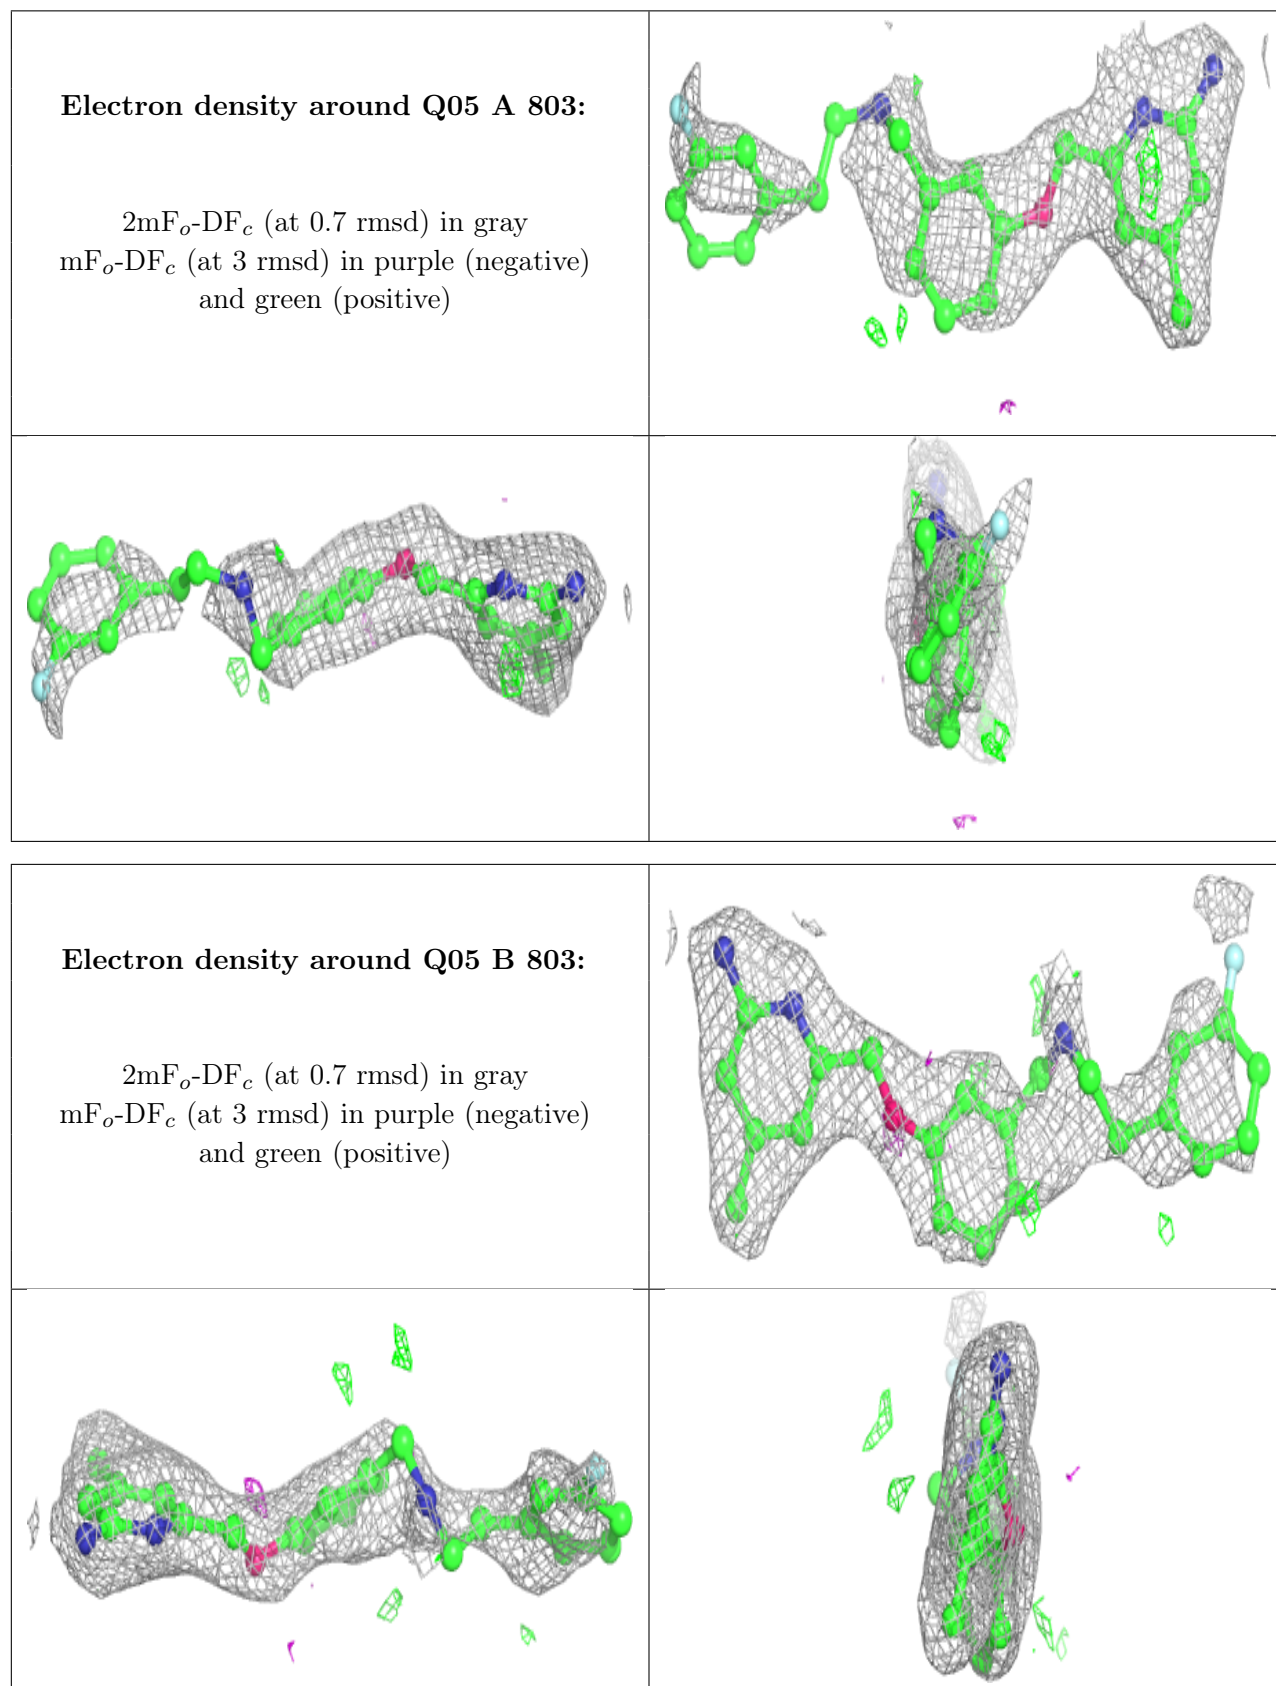 Electron density around Q05 A 803:
2mFo-DFc (at 0.7 rmsd) in gray
mFo-DFc (at 3 rmsd) in purple (negative)
and green (positive)
Electron density around Q05 B 803:
2mFo-DFc (at 0.7 rmsd) in gray
mFo-DFc (at 3 rmsd) in purple (negative)
and green (positive)